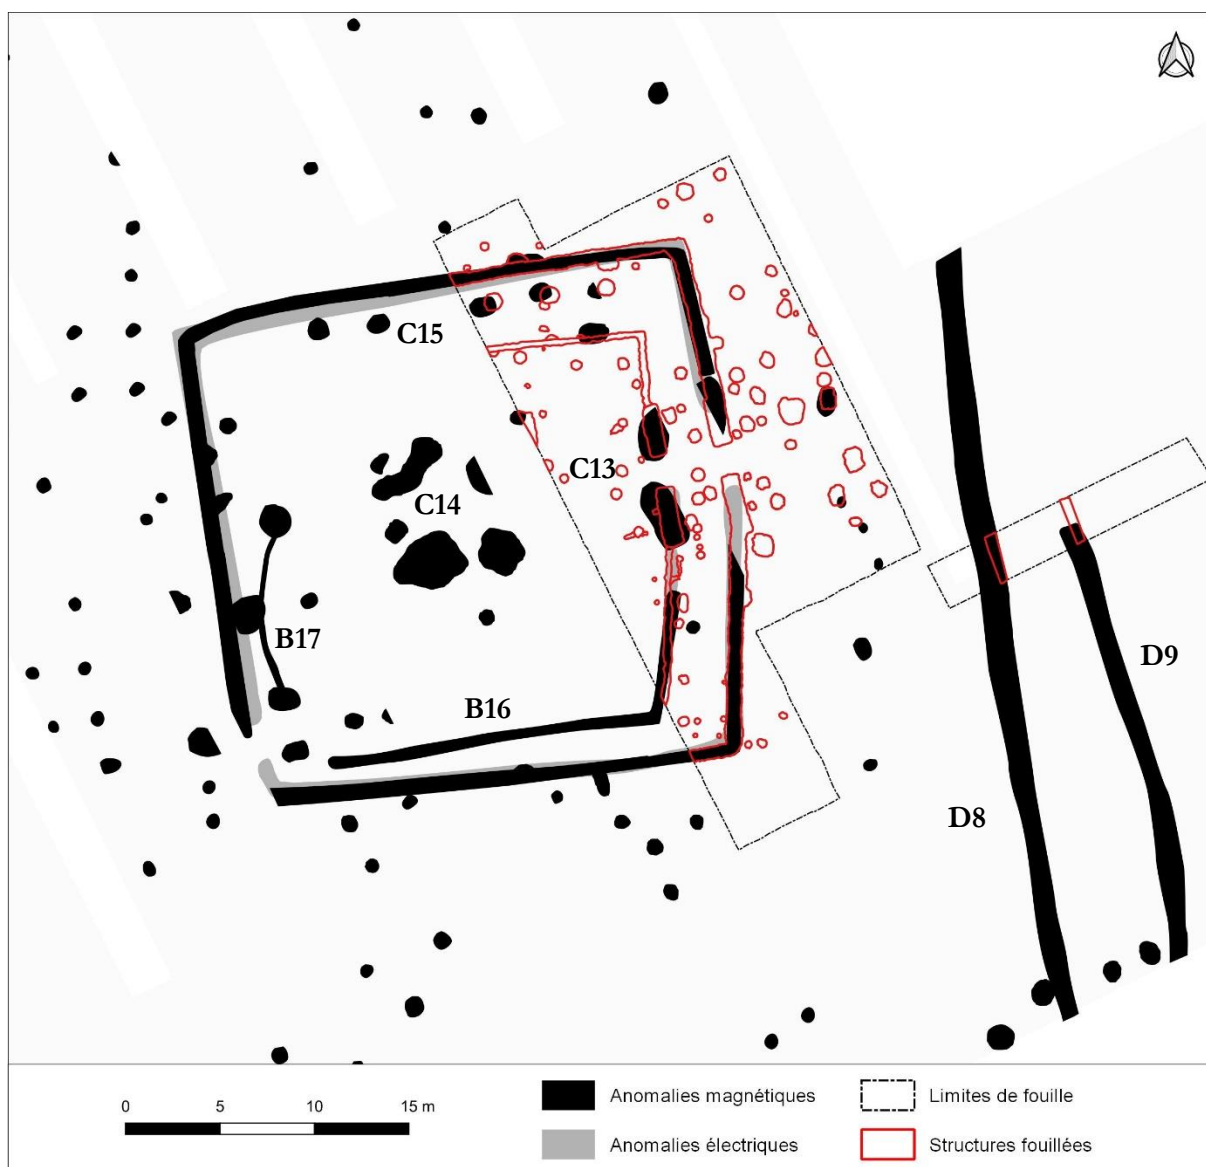 C15
C13
C14
B17
B16
D9
D8
0 5 10 15 m
Anomalies magnétiques
Limites de fouille
Anomalies électriques
Structures fouillées